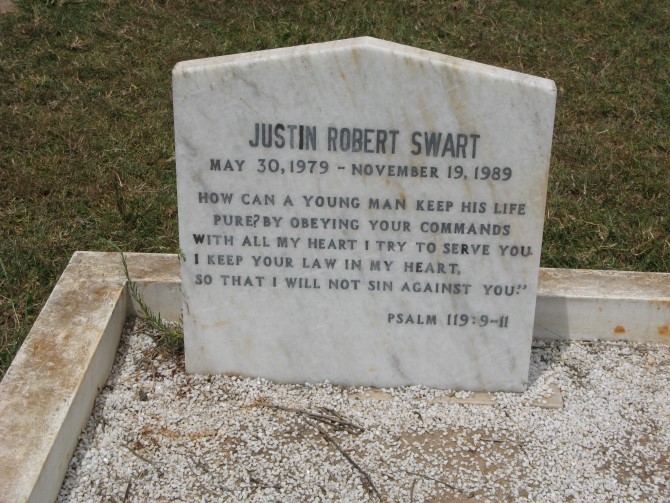 JUSTIN ROBERT SWART
MAY 30, 1979 - NOVEMBER 19, 1989
HOW CAN A YOUNG MAN KEEP HIS LIFE
PURE? BY OBEYING YOUR COMMANDS
WITH ALL MY HEART I TRY TO SERVE YOU.
I KEEP YOUR LAW IN MY HEART,
SO THAT I WILL NOT SIN AGAINST YOU."
PSALM 119:9-11